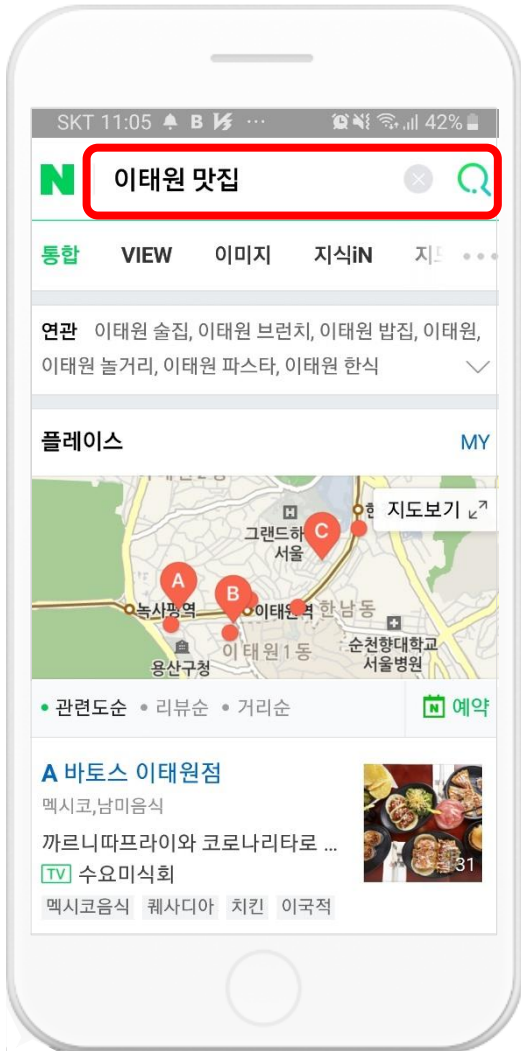 SKT 11:05 B ... 42%
N 이태원 맛집
통합 VIEW 이미지 지식iN
연관 이태원 술집, 이태원 브런치, 이태원 밥집, 이태원,
이태원 놀거리, 이태원 파스타, 이태원 한식
플레이스 MY
지도보기
H
그랜드하
서울
C
A
B
녹사평역
이태원역
한남동
이태원1동
용산구청
순천향대학교
서울병원
• 관련도순 • 리뷰순 • 거리순 N 예약
A 바토스 이태원점
멕시코,남미음식
까르니따프라이와 코로나리타로 ...
TV 수요미식회
31
멕시코음식 퀘사디아 치킨 이국적